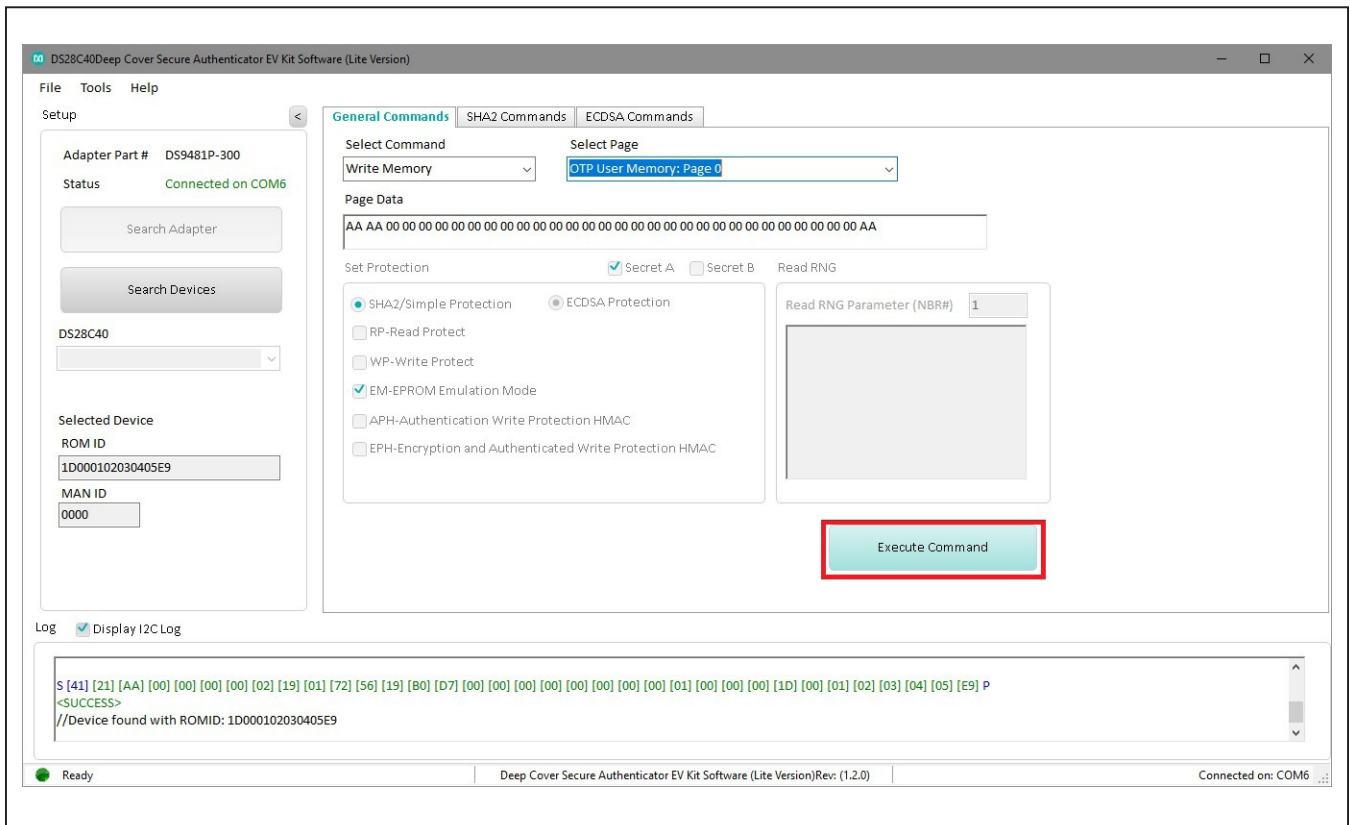 DS28C40Deep Cover Secure Authenticator EV Kit Software (Lite Version)
File Tools Help
Setup <
Adapter Part # DS9481P-300
Status Connected on COM6
Search Adapter
Search Devices
DS28C40
Selected Device
ROM ID
1D000102030405E9
MAN ID
0000
General Commands SHA2 Commands ECDSA Commands
Select Command Select Page
Write Memory OTP User Memory: Page 0
Page Data
AA AA 00 00 00 00 00 00 00 00 00 00 00 00 00 00 00 00 00 00 00 00 00 00 00 00 00 00 00 00 00 AA
Set Protection Secret A Secret B Read RNG
SHA2/Simple Protection ECDSA Protection
RP-Read Protect
WP-Write Protect
EM-EPROM Emulation Mode
APH-Authentication Write Protection HMAC
EPH-Encryption and Authenticated Write Protection HMAC
Read RNG Parameter (NBR#) 1
Execute Command
Log Display I2C Log
S [41] [21] [AA] [00] [00] [00] [00] [02] [19] [01] [72] [56] [19] [B0] [D7] [00] [00] [00] [00] [00] [00] [00] [00] [01] [00] [00] [00] [1D] [00] [01] [02] [03] [04] [05] [E9] P
<SUCCESS>
//Device found with ROMID: 1D000102030405E9
Ready Deep Cover Secure Authenticator EV Kit Software (Lite Version)Rev: (1.2.0) Connected on: COM6